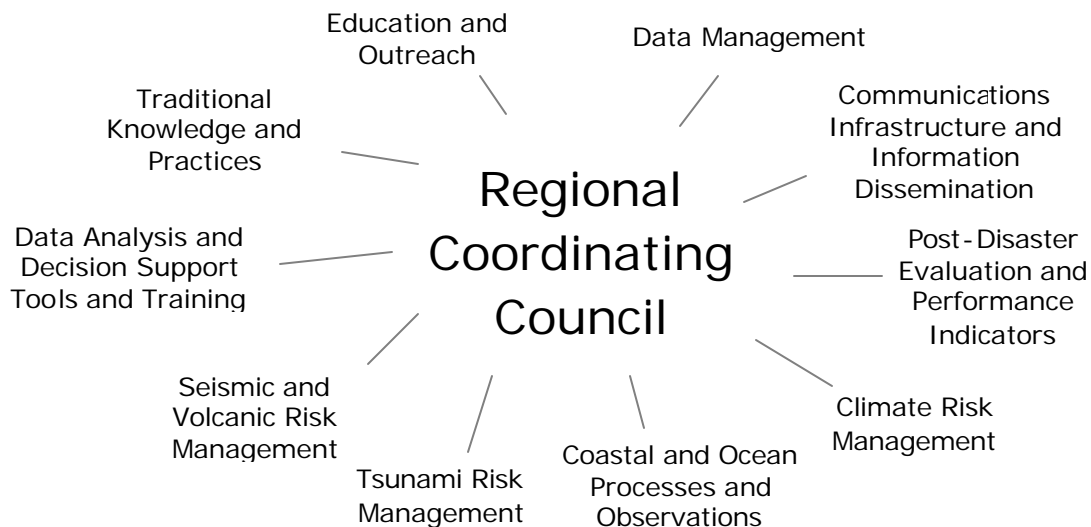 Education and
Outreach
Data Management
Communications
Infrastructure and
Information
Dissemination
Traditional
Knowledge and
Practices
Regional
Coordinating
Council
Data Analysis and
Decision Support
Tools and Training
Post-Disaster
Evaluation and
Performance
Indicators
Seismic and
Volcanic Risk
Management
Tsunami Risk
Management
Coastal and Ocean
Processes and
Observations
Climate Risk
Management